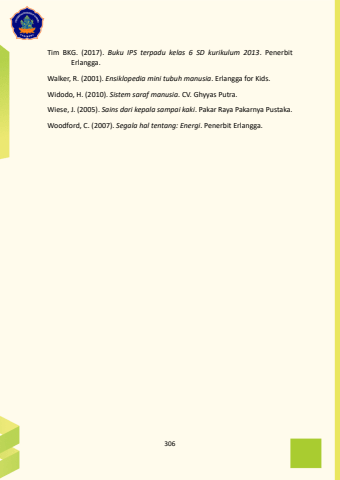 Tim BKG. (2017). Buku IPS terpadu kelas 6 SD kurikulum 2013. Penerbit
Erlangga.
Walker, R. (2001). Ensiklopedia mini tubuh manusia. Erlangga for Kids.
Widodo, H. (2010). Sistem saraf manusia. CV. Ghyyas Putra.
Wiese, J. (2005). Sains dari kepala sampai kaki. Pakar Raya Pakarnya Pustaka.
Woodford, C. (2007). Segala hal tentang: Energi. Penerbit Erlangga.
306